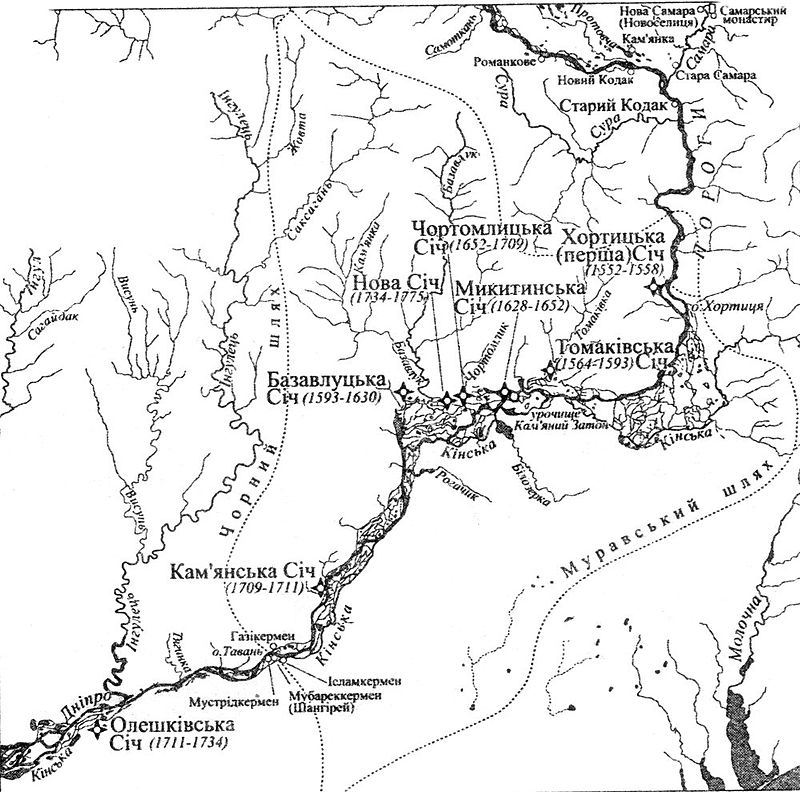 Нова Самара
(Новоселиця)
Самарський
монастир
Протовча
Кам'янка
Самара
Самоткань
Романкове
Новий Кодак
Стара Самара
Сура
Старий Кодак
Сура
ПОРОГИ
Інгулець
Жовта
Базавлук
Саксагань
Кам'янка
Чортомлицька
Січ (1652-1709)
Хортицька
(перша) Січ
(1552-1558)
Інгул
Висунь
Сагайдак
Нова Січ
(1734-1775)
Микитинська
Січ (1628-1652)
Томаківка
о.Хортиця
Інгулець
Базавлук
Чортомлик
Томаківська
(1564-1593) Січ
Базавлуцька
Січ (1593-1630)
урочище
Кам'яний Затон
Кінська
Кінська
Рогачик
Білозерка
Чорний шлях
Муравський шлях
Висунь
Кам'янська Січ
(1709-1711)
Інгулець
Тягинка
Газікермен
о.Тавань
Кінська
Молочна
Мустрідкермен
Ісламкермен
Мубареккермен
(Шангірей)
Дніпро
Олешківська
Січ (1711-1734)
Кінська